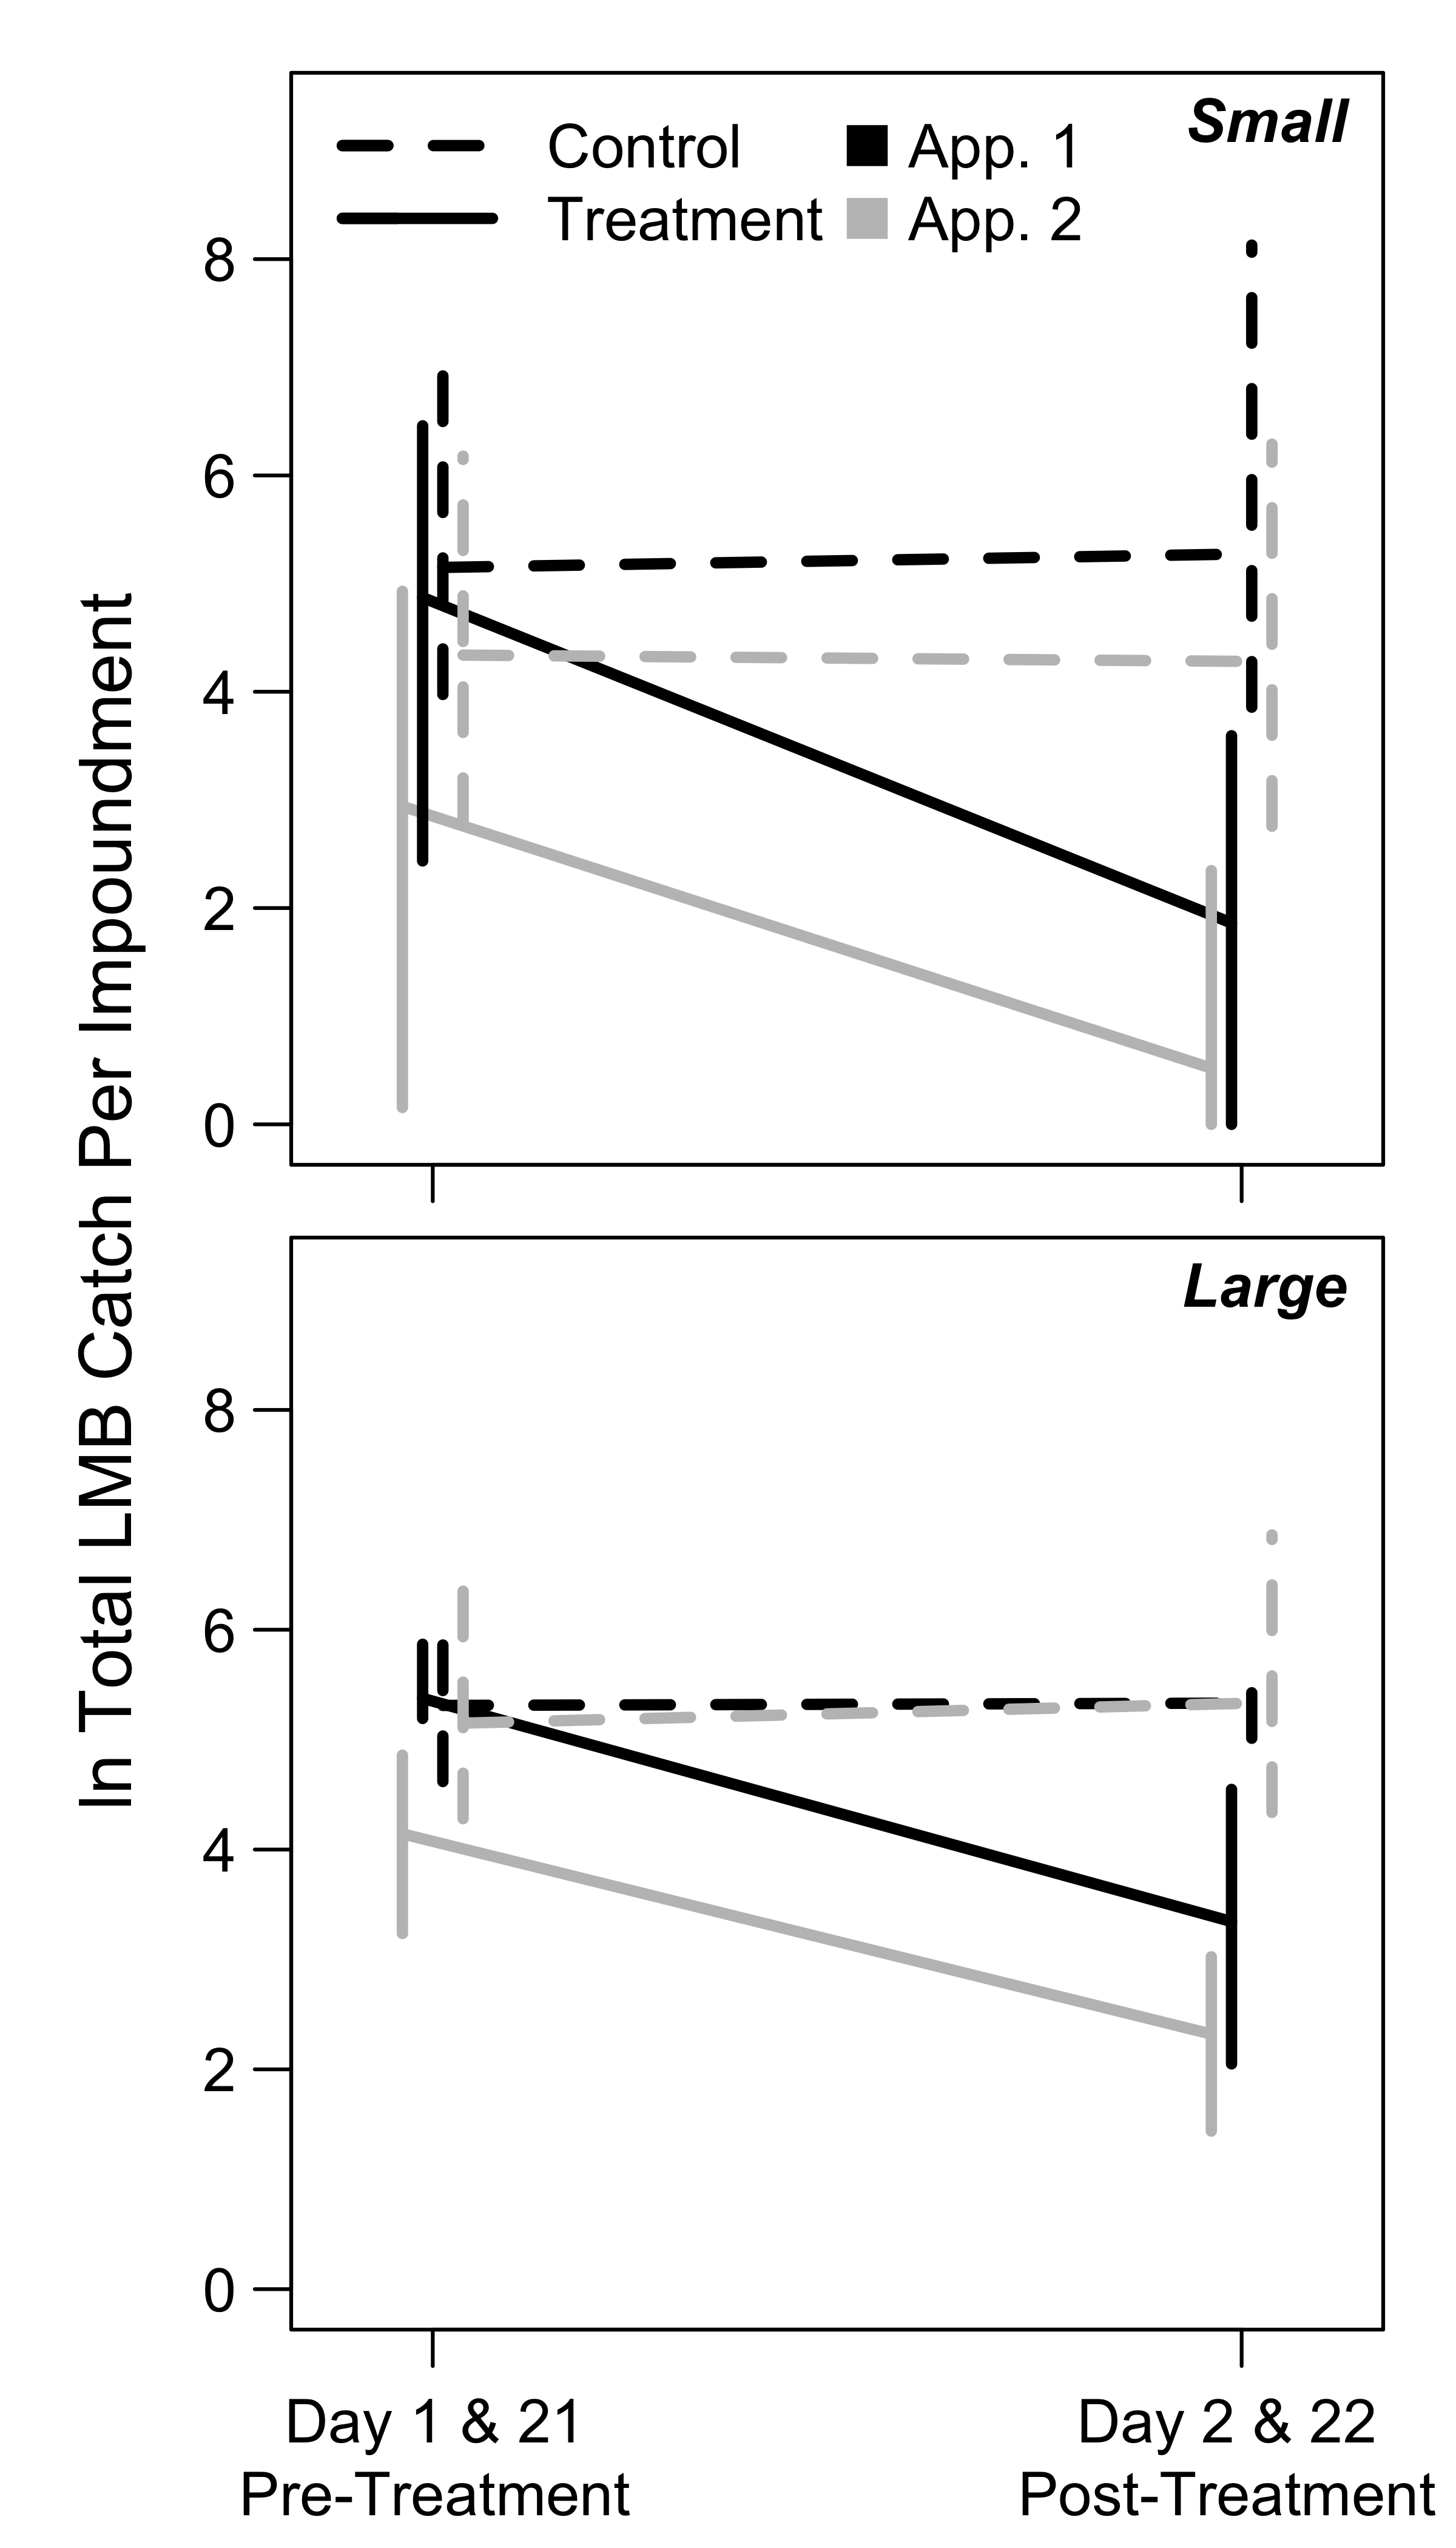 Small
Control
App. 1
Treatment
App. 2
8
6
4
2
0
ln Total LMB Catch Per Impoundment
Large
8
6
4
2
0
Day 1 & 21
Pre-Treatment
Day 2 & 22
Post-Treatment